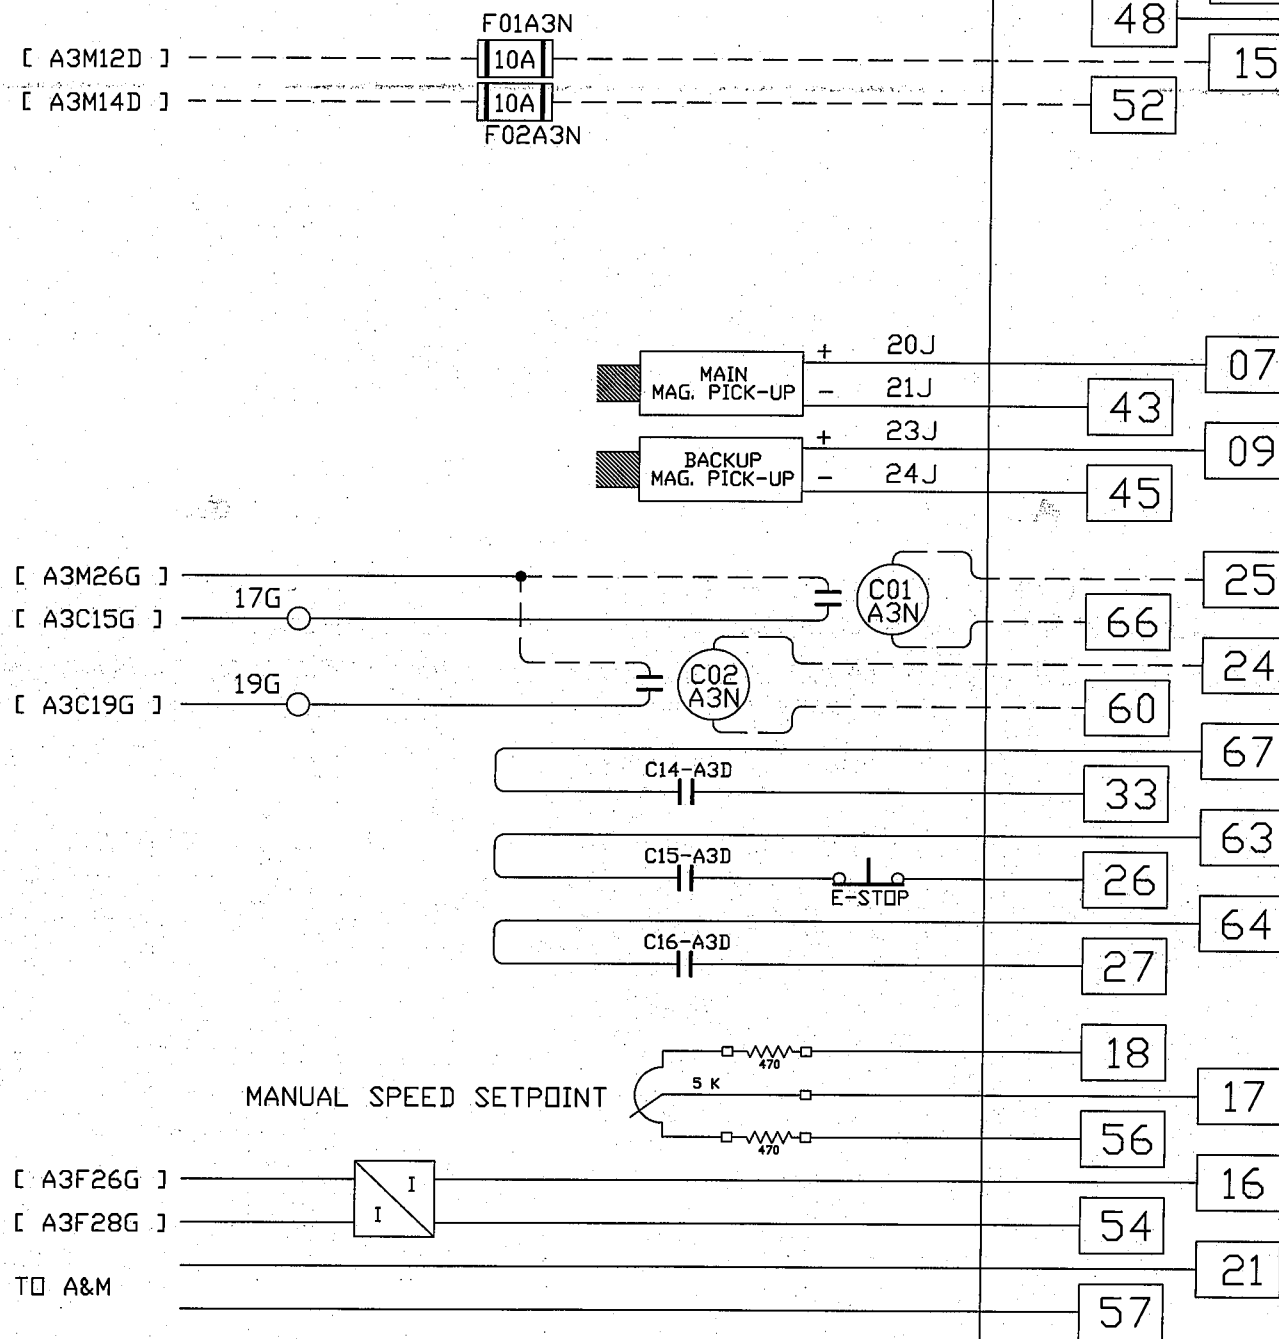 48
F01A3N
[ A3M12D ]
10A
15
[ A3M14D ]
10A
52
F02A3N
+ 20J
07
MAIN
MAG. PICK-UP
- 21J
43
+ 23J
09
BACKUP
MAG. PICK-UP
- 24J
45
[ A3M26G ]
25
17G
C01
A3N
[ A3C15G ]
66
24
19G
C02
A3N
[ A3C19G ]
60
67
C14-A3D
33
63
C15-A3D
26
E-STOP
64
C16-A3D
27
18
470
MANUAL SPEED SETPOINT
5 K
17
56
470
[ A3F26G ]
I
16
[ A3F28G ]
I
54
21
TO A&M
57